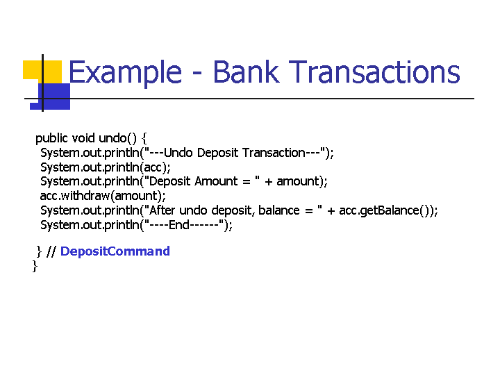 Example - Bank Transactions
public void undo() {
System.out.println("---Undo Deposit Transaction---");
System.out.println(acc);
System.out.println("Deposit Amount = " + amount);
acc.withdraw(amount);
System.out.println("After undo deposit, balance = " + acc.getBalance());
System.out.println("----End------");
} // DepositCommand
}